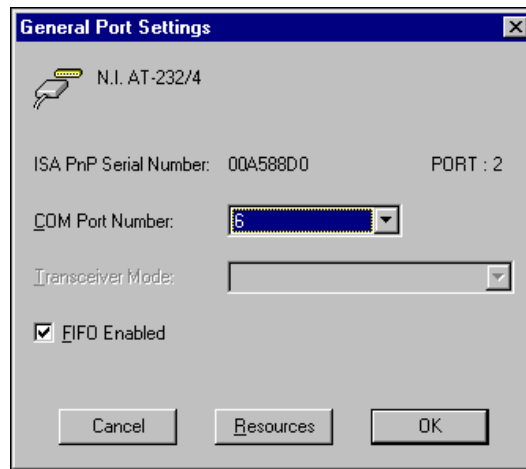 General Port Settings
N.I. AT-232/4
ISA PnP Serial Number: 00A588D0 PORT : 2
COM Port Number: 6
Transceiver Mode:
FIFO Enabled
Cancel Resources OK